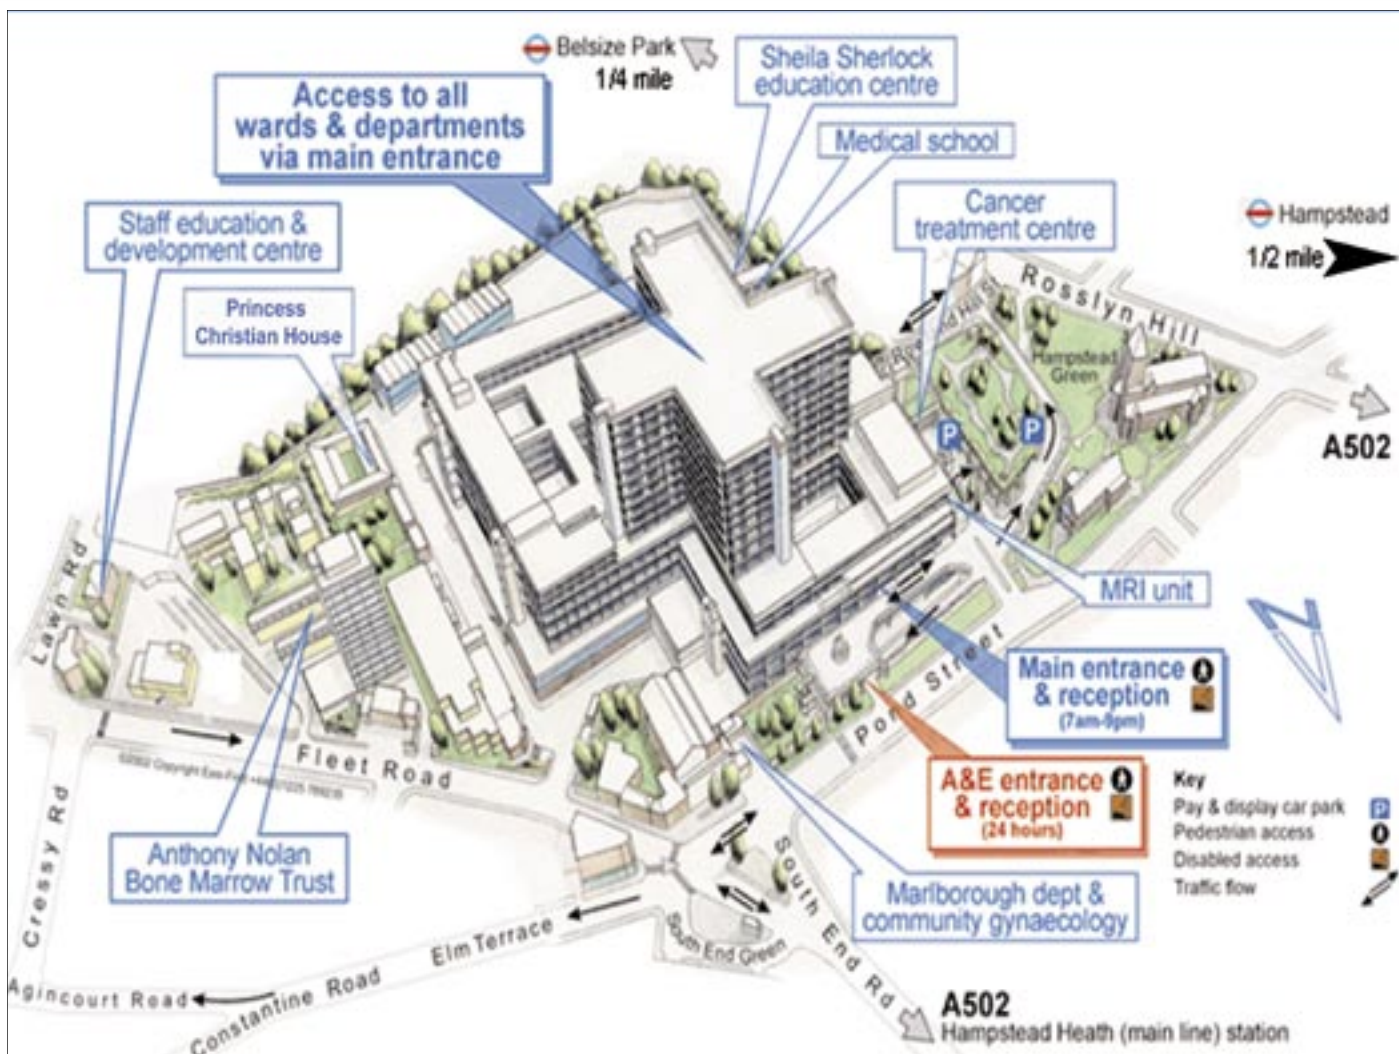 Belsize Park
1/4 mile
Sheila Sherlock
education centre
Access to all
wards & departments
via main entrance
Medical school
Cancer
treatment centre
Staff education &
development centre
Hampstead
1/2 mile
Princess
Christian House
Rosslyn Hill
Hill St
Hampstead
Green
P
P
A502
Lawn Rd
MRI unit
Main entrance
& reception
(7am-9pm)
Pond Street
A&E entrance
& reception
(24 hours)
Key
Pay & display car park P
Pedestrian access
Disabled access
Traffic flow
Fleet Road
Copyright
Cressy Rd
Anthony Nolan
Bone Marrow Trust
Marlborough dept &
community gynaecology
South End Rd
South End Green
Elm Terrace
Constantine Road
Agincourt Road
A502
Hampstead Heath (main line) station